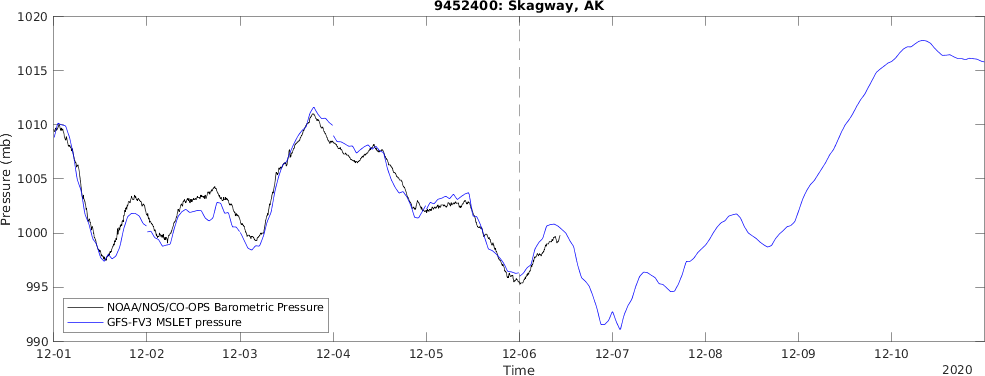 9452400: Skagway, AK
1020
1015
1010
1005
1000
995
990
Pressure (mb)
NOAA/NOS/CO-OPS Barometric Pressure
GFS-FV3 MSLET pressure
12-01 12-02 12-03 12-04 12-05 12-06 12-07 12-08 12-09 12-10
Time
2020